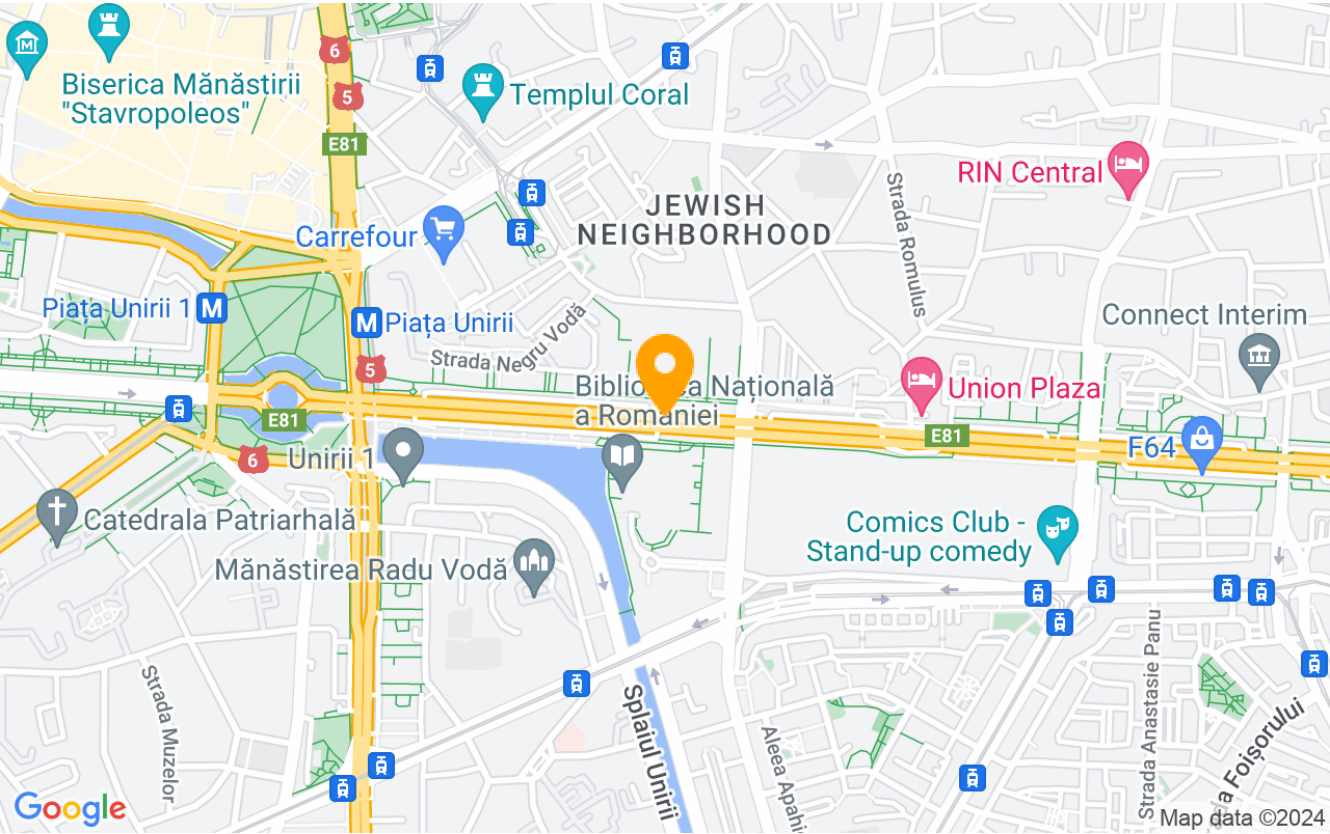 6
Biserica Mănăstirii
"Stavropoleos"
5
Templul Coral
E81
RIN Central
Strada Romulus
JEWISH
NEIGHBORHOOD
Carrefour
Piața Unirii 1
M
M
Piața Unirii
Strada Negru Vodă
Connect Interim
5
Biblio a Națională
a României
Union Plaza
E81
E81
F64
Unirii 1
6
Catedrala Patriarhală
Comics Club -
Stand-up comedy
Mănăstirea Radu Vodă
Strada Muzelor
Splaiul Unirii
Aleea Apahi
Strada Anastasie Panu
da Foișorului
Google
Map data ©2024